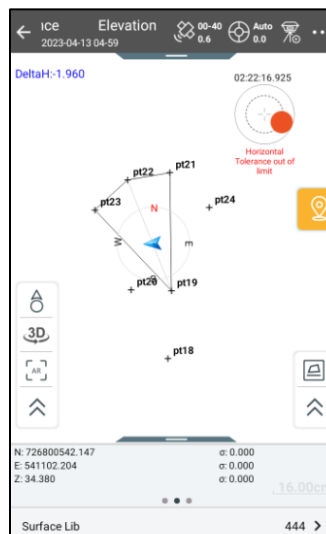 ıce Elevation 00-40 Auto
2023-04-13 04-59 0.6 0.0
DeltaH:-1.960
02:22:16.925
Horizontal
Tolerance out of
limit
pt21
pt22
pt23
pt24
N
W
E
S
pt20
pt19
pt18
3D
AR
N: 726800542.147 σ: 0.000
E: 541102.204 σ: 0.000
Z: 34.380 σ: 0.000
16.00cm
Surface Lib 444